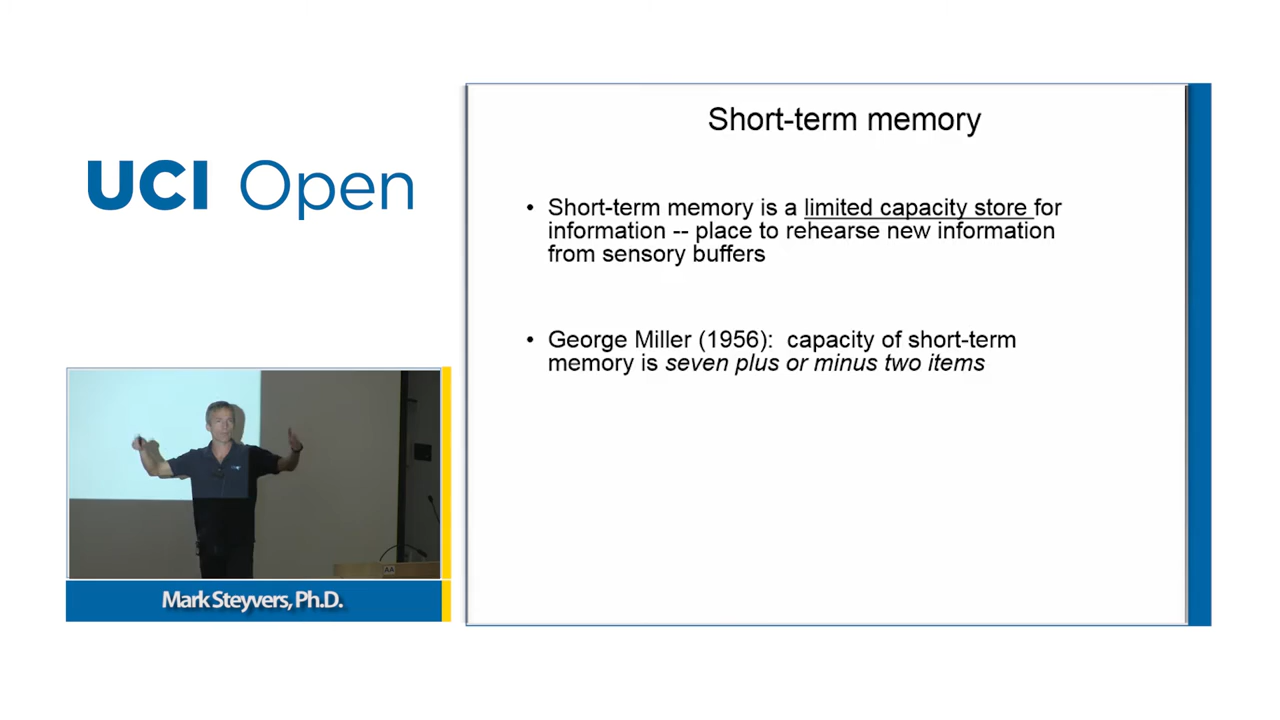 UCI Open
Short-term memory
• Short-term memory is a limited capacity store for
information -- place to rehearse new information
from sensory buffers
• George Miller (1956):  capacity of short-term
memory is seven plus or minus two items
Mark Steyvers, Ph.D.